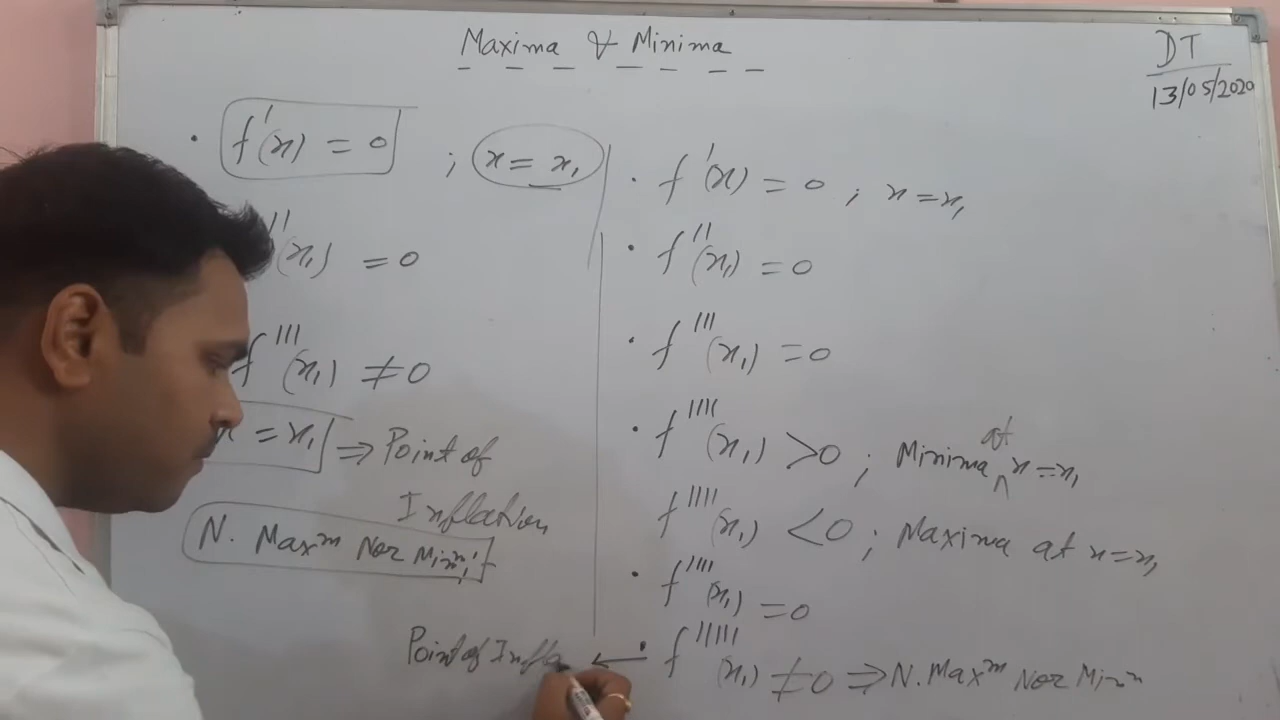 Maxima & Minima
DT
13/05/2020
f'(x) = 0 ; x = x₁
''(x₁) = 0
f'''(x₁) ≠ 0
x = x₁ ⇒ Point of
Inflation
N. Maxᵐ Nor Minᵐ
f'(x) = 0 ; x = x₁
f''(x₁) = 0
f'''(x₁) = 0
f''''(x₁) > 0 ; Minima at x = x₁
f''''(x₁) < 0 ; Maxima at x = x₁
f''''(x₁) = 0
f'''''(x₁) ≠ 0 ⇒ N. Maxᵐ Nor Minᵐ
Point of Infla